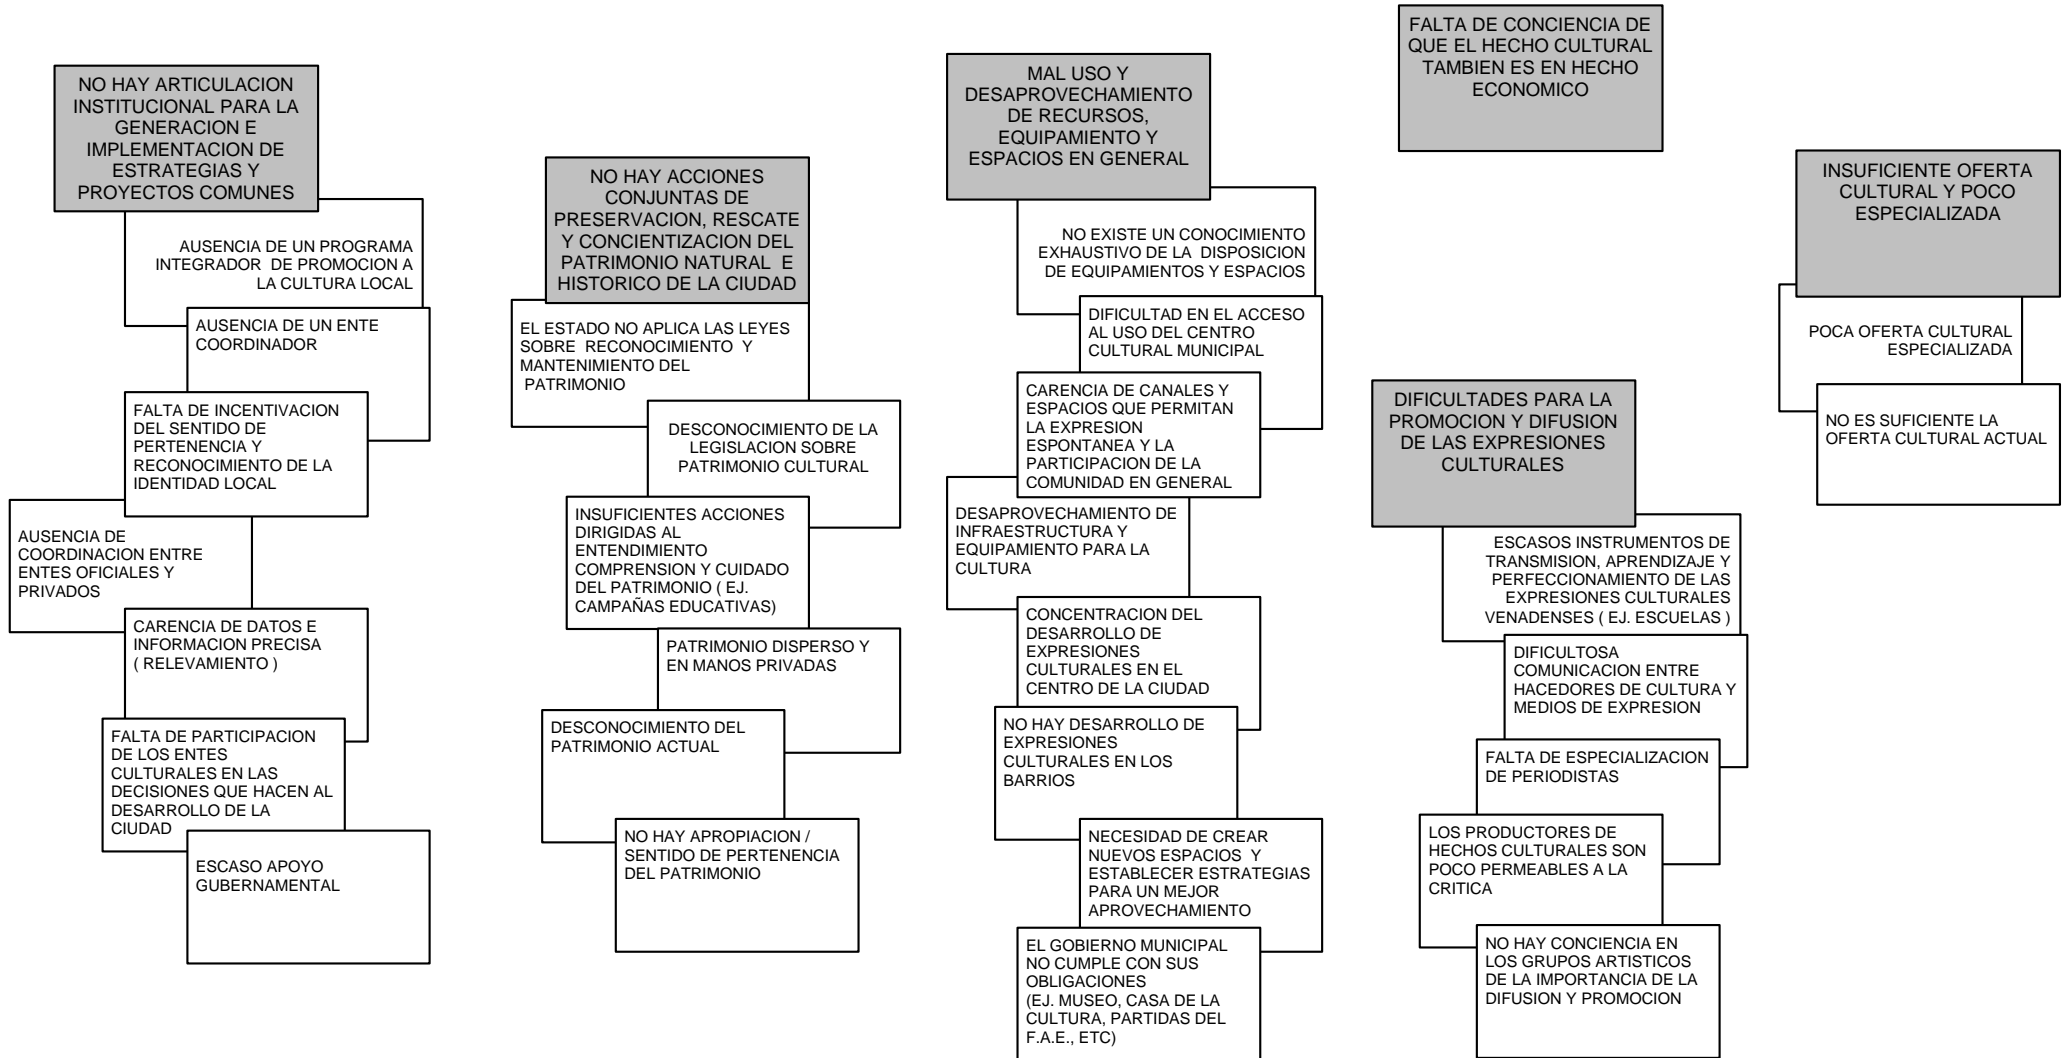 NO HAY ARTICULACION
INSTITUCIONAL PARA LA
GENERACION E
IMPLEMENTACION DE
ESTRATEGIAS Y
PROYECTOS COMUNES
AUSENCIA DE UN PROGRAMA
INTEGRADOR DE PROMOCION A
LA CULTURA LOCAL
AUSENCIA DE UN ENTE
COORDINADOR
FALTA DE INCENTIVACION
DEL SENTIDO DE
PERTENENCIA Y
RECONOCIMIENTO DE LA
IDENTIDAD LOCAL
AUSENCIA DE
COORDINACION ENTRE
ENTES OFICIALES Y
PRIVADOS
CARENCIA DE DATOS E
INFORMACION PRECISA
( RELEVAMIENTO )
FALTA DE PARTICIPACION
DE LOS ENTES
CULTURALES EN LAS
DECISIONES QUE HACEN AL
DESARROLLO DE LA
CIUDAD
ESCASO APOYO
GUBERNAMENTAL
NO HAY ACCIONES
CONJUNTAS DE
PRESERVACION, RESCATE
Y CONCIENTIZACION DEL
PATRIMONIO NATURAL E
HISTORICO DE LA CIUDAD
EL ESTADO NO APLICA LAS LEYES
SOBRE RECONOCIMIENTO Y
MANTENIMIENTO DEL
PATRIMONIO
DESCONOCIMIENTO DE LA
LEGISLACION SOBRE
PATRIMONIO CULTURAL
INSUFICIENTES ACCIONES
DIRIGIDAS AL
ENTENDIMIENTO
COMPRENSION Y CUIDADO
DEL PATRIMONIO ( EJ.
CAMPAÑAS EDUCATIVAS)
PATRIMONIO DISPERSO Y
EN MANOS PRIVADAS
DESCONOCIMIENTO DEL
PATRIMONIO ACTUAL
NO HAY APROPIACION /
SENTIDO DE PERTENENCIA
DEL PATRIMONIO
MAL USO Y
DESAPROVECHAMIENTO
DE RECURSOS,
EQUIPAMIENTO Y
ESPACIOS EN GENERAL
NO EXISTE UN CONOCIMIENTO
EXHAUSTIVO DE LA DISPOSICION
DE EQUIPAMIENTOS Y ESPACIOS
DIFICULTAD EN EL ACCESO
AL USO DEL CENTRO
CULTURAL MUNICIPAL
CARENCIA DE CANALES Y
ESPACIOS QUE PERMITAN
LA EXPRESION
ESPONTANEA Y LA
PARTICIPACION DE LA
COMUNIDAD EN GENERAL
DESAPROVECHAMIENTO DE
INFRAESTRUCTURA Y
EQUIPAMIENTO PARA LA
CULTURA
CONCENTRACION DEL
DESARROLLO DE
EXPRESIONES
CULTURALES EN EL
CENTRO DE LA CIUDAD
NO HAY DESARROLLO DE
EXPRESIONES
CULTURALES EN LOS
BARRIOS
NECESIDAD DE CREAR
NUEVOS ESPACIOS Y
ESTABLECER ESTRATEGIAS
PARA UN MEJOR
APROVECHAMIENTO
EL GOBIERNO MUNICIPAL
NO CUMPLE CON SUS
OBLIGACIONES
(EJ. MUSEO, CASA DE LA
CULTURA, PARTIDAS DEL
F.A.E., ETC)
FALTA DE CONCIENCIA DE
QUE EL HECHO CULTURAL
TAMBIEN ES EN HECHO
ECONOMICO
DIFICULTADES PARA LA
PROMOCION Y DIFUSION
DE LAS EXPRESIONES
CULTURALES
ESCASOS INSTRUMENTOS DE
TRANSMISION, APRENDIZAJE Y
PERFECCIONAMIENTO DE LAS
EXPRESIONES CULTURALES
VENADENSES ( EJ. ESCUELAS )
DIFICULTOSA
COMUNICACION ENTRE
HACEDORES DE CULTURA Y
MEDIOS DE EXPRESION
FALTA DE ESPECIALIZACION
DE PERIODISTAS
LOS PRODUCTORES DE
HECHOS CULTURALES SON
POCO PERMEABLES A LA
CRITICA
NO HAY CONCIENCIA EN
LOS GRUPOS ARTISTICOS
DE LA IMPORTANCIA DE LA
DIFUSION Y PROMOCION
INSUFICIENTE OFERTA
CULTURAL Y POCO
ESPECIALIZADA
POCA OFERTA CULTURAL
ESPECIALIZADA
NO ES SUFICIENTE LA
OFERTA CULTURAL ACTUAL